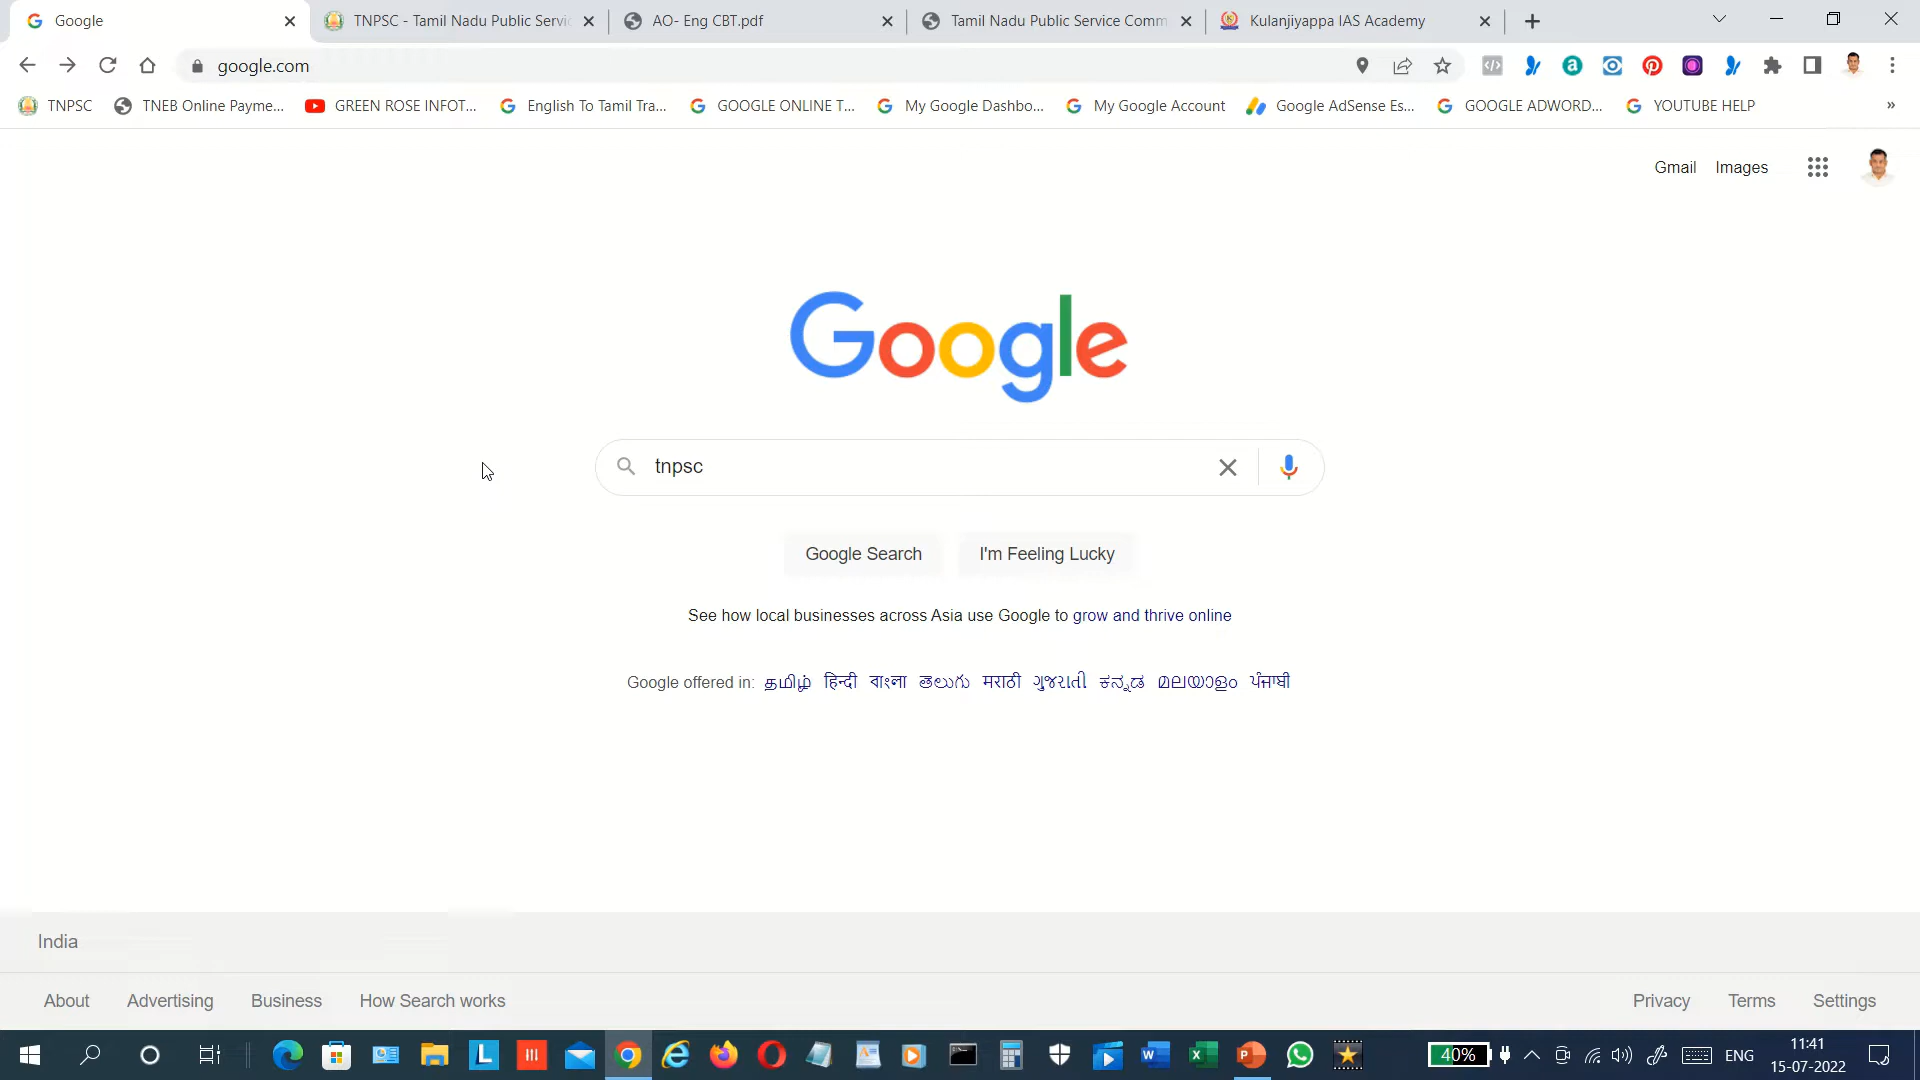 Google
TNPSC - Tamil Nadu Public Servic
AO- Eng CBT.pdf
Tamil Nadu Public Service Comm
Kulanjiyappa IAS Academy
google.com
TNPSC
TNEB Online Payme...
GREEN ROSE INFOT...
English To Tamil Tra...
GOOGLE ONLINE T...
My Google Dashbo...
My Google Account
Google AdSense Es...
GOOGLE ADWORD...
YOUTUBE HELP
Gmail Images
Google
tnpsc
Google Search
I'm Feeling Lucky
See how local businesses across Asia use Google to grow and thrive online
Google offered in: தமிழ் हिन्दी বাংলা తెలుగు मराठी ગુજરાતી ಕನ್ನಡ മലയാളം ਪੰਜਾਬੀ
India
About Advertising Business How Search works
Privacy Terms Settings
40%
ENG
11:41
15-07-2022